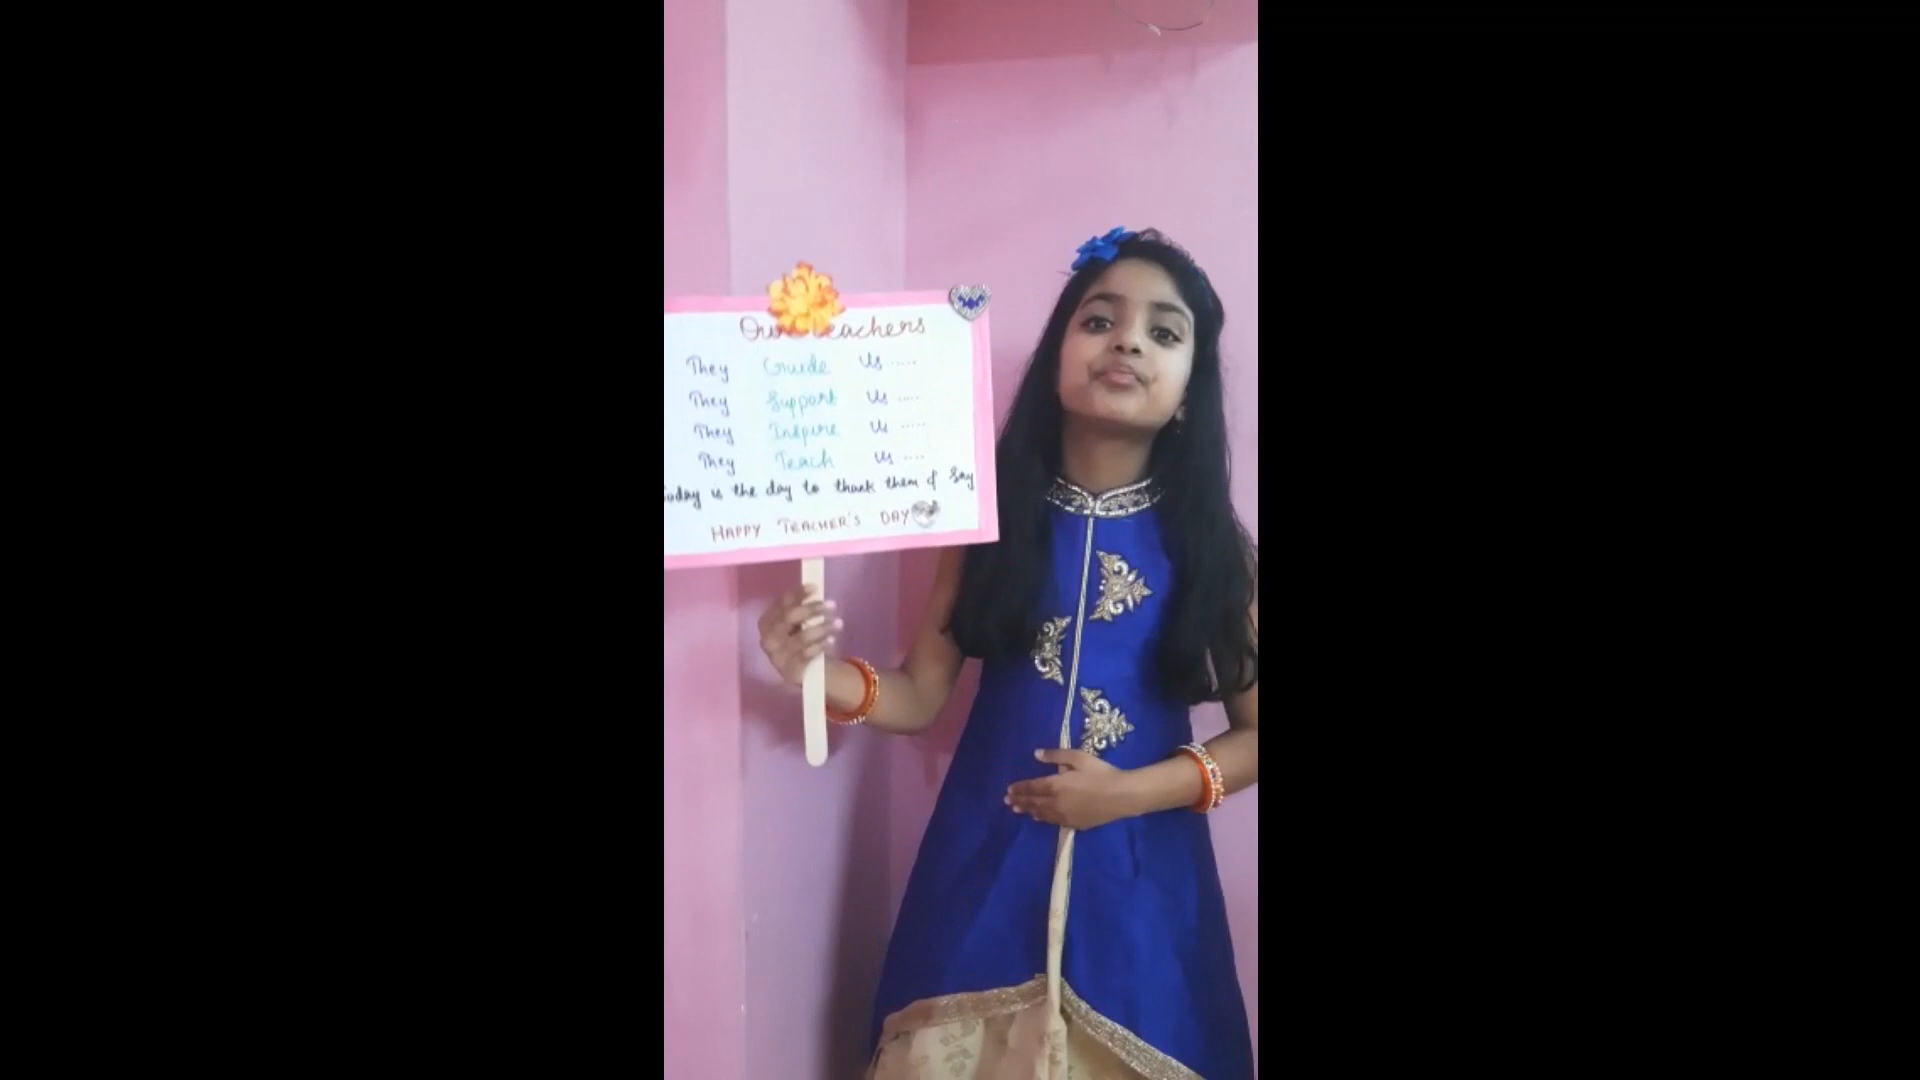 Our Teachers
They Guide Us .....
They Support Us .....
They Inspire Us .....
They Teach Us ....
Today is the day to thank them & Say
HAPPY TEACHER'S DAY